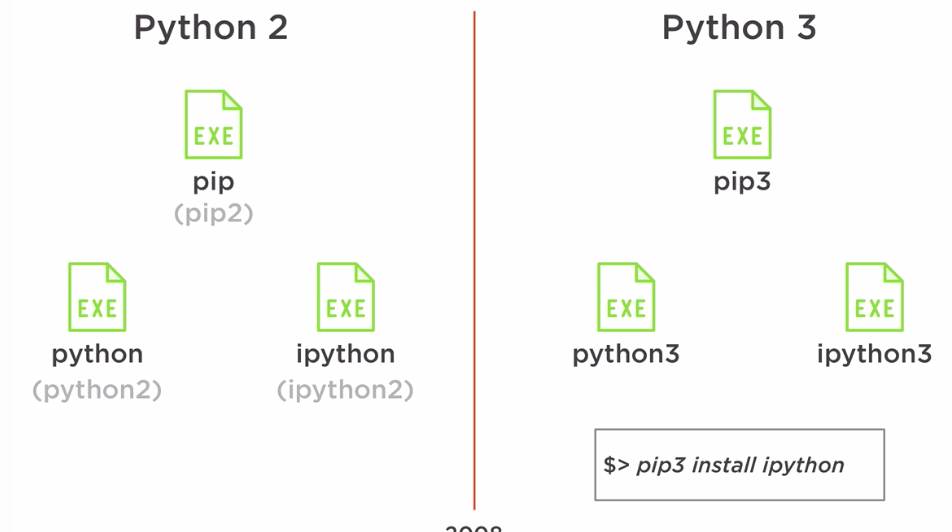 Python 2
EXE
pip
(pip2)
EXE
python
(python2)
EXE
ipython
(ipython2)
Python 3
EXE
pip3
EXE
python3
EXE
ipython3
$> pip3 install ipython
2008